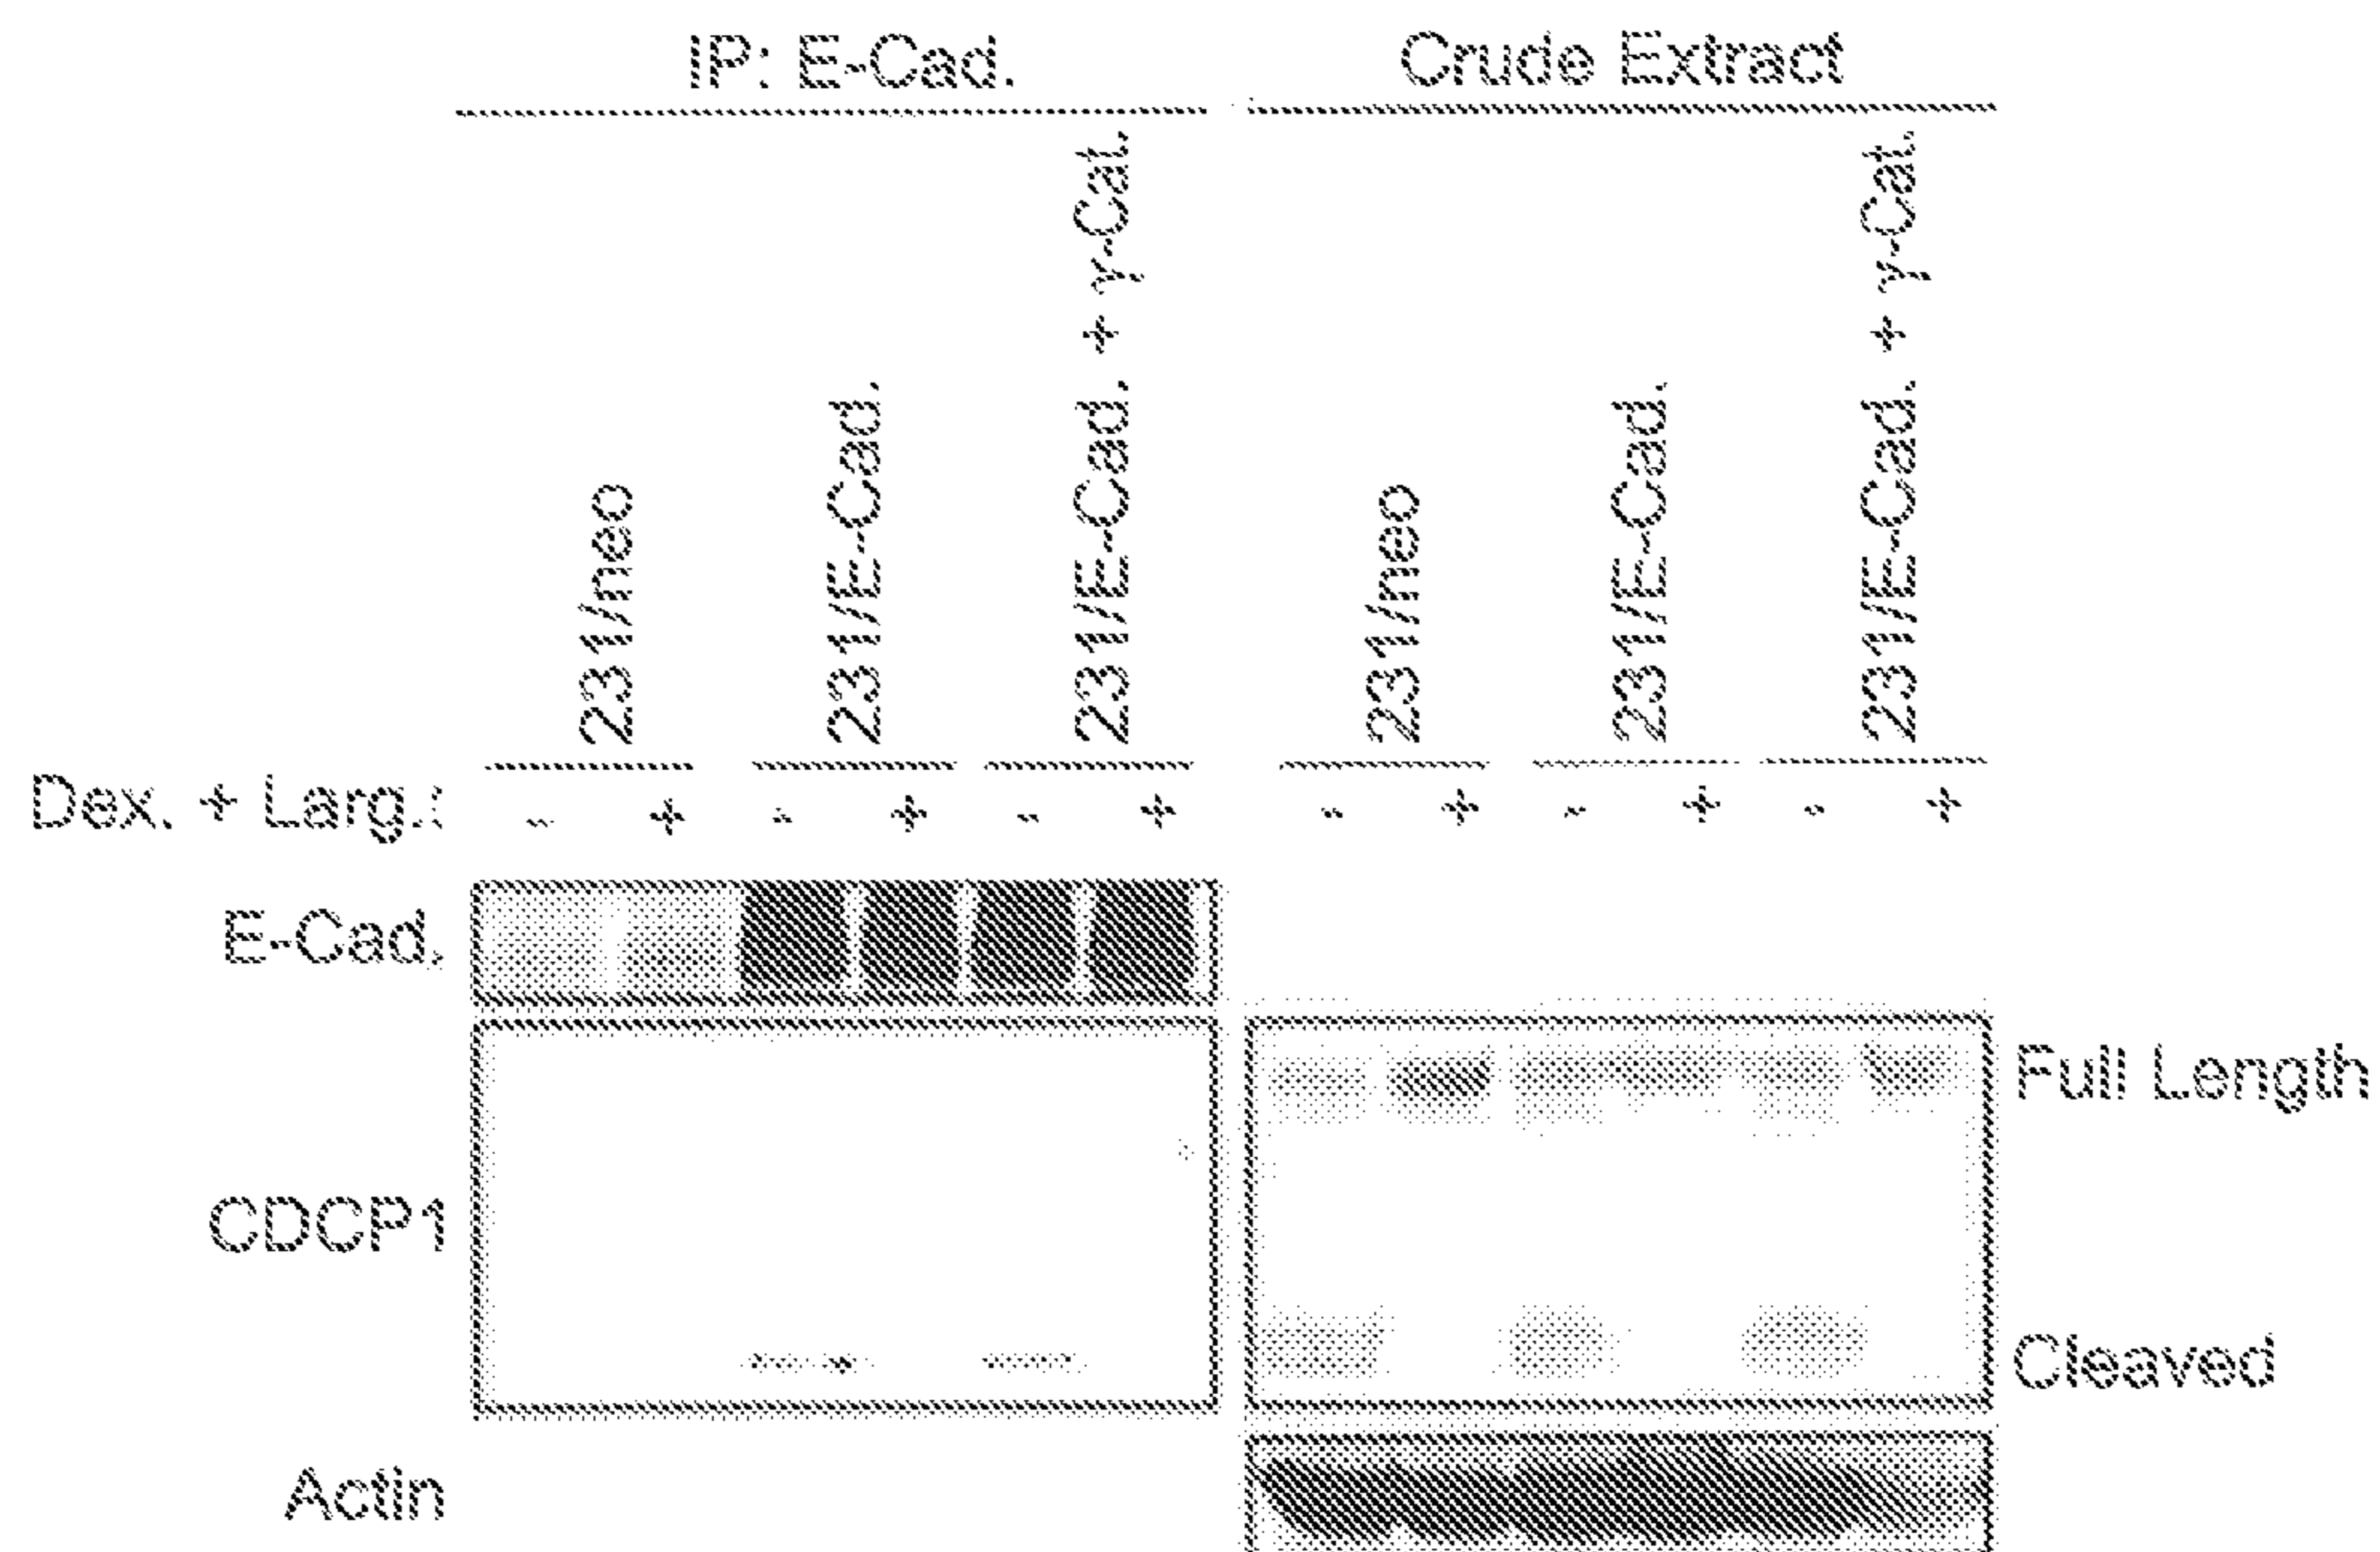 IP: E-Cad. Crude Extract
231/neo 231/E-Cad. 231/E-Cad. + γ-Cat. 231/neo 231/E-Cad. 231/E-Cad. + γ-Cat.
Dex. + Larg.: - + - + - + - + - + - +
E-Cad.
Full Length
CDCP1
Cleaved
Actin